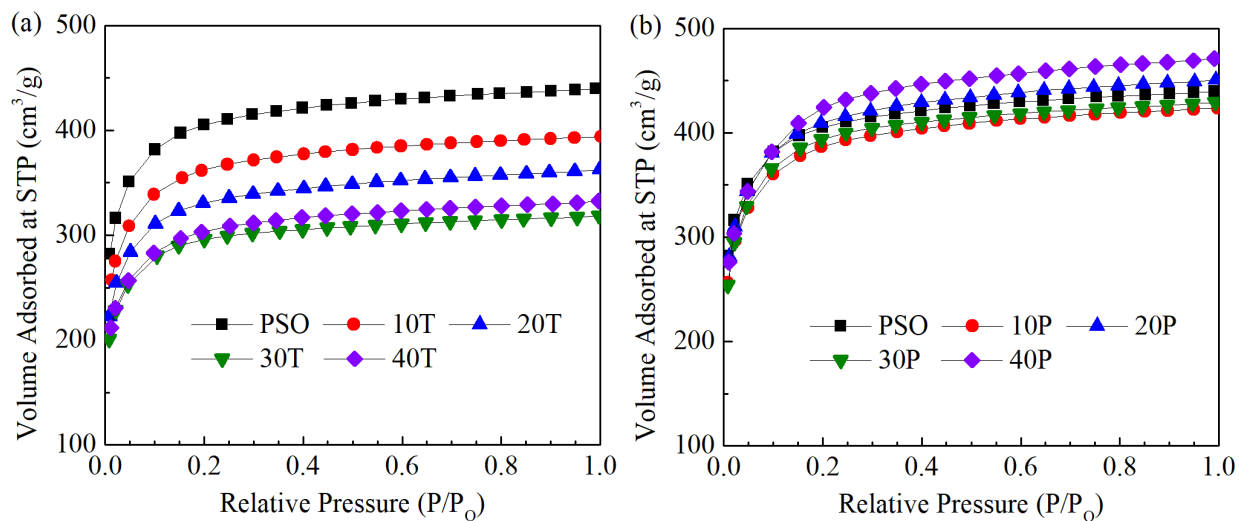 (a)
500
400
300
200
100
Volume Adsorbed at STP (cm³/g)
PSO 10T 20T
30T 40T
0.0 0.2 0.4 0.6 0.8 1.0
Relative Pressure (P/P_O)
(b)
500
400
300
200
100
Volume Adsorbed at STP (cm³/g)
PSO 10P 20P
30P 40P
0.0 0.2 0.4 0.6 0.8 1.0
Relative Pressure (P/P_O)